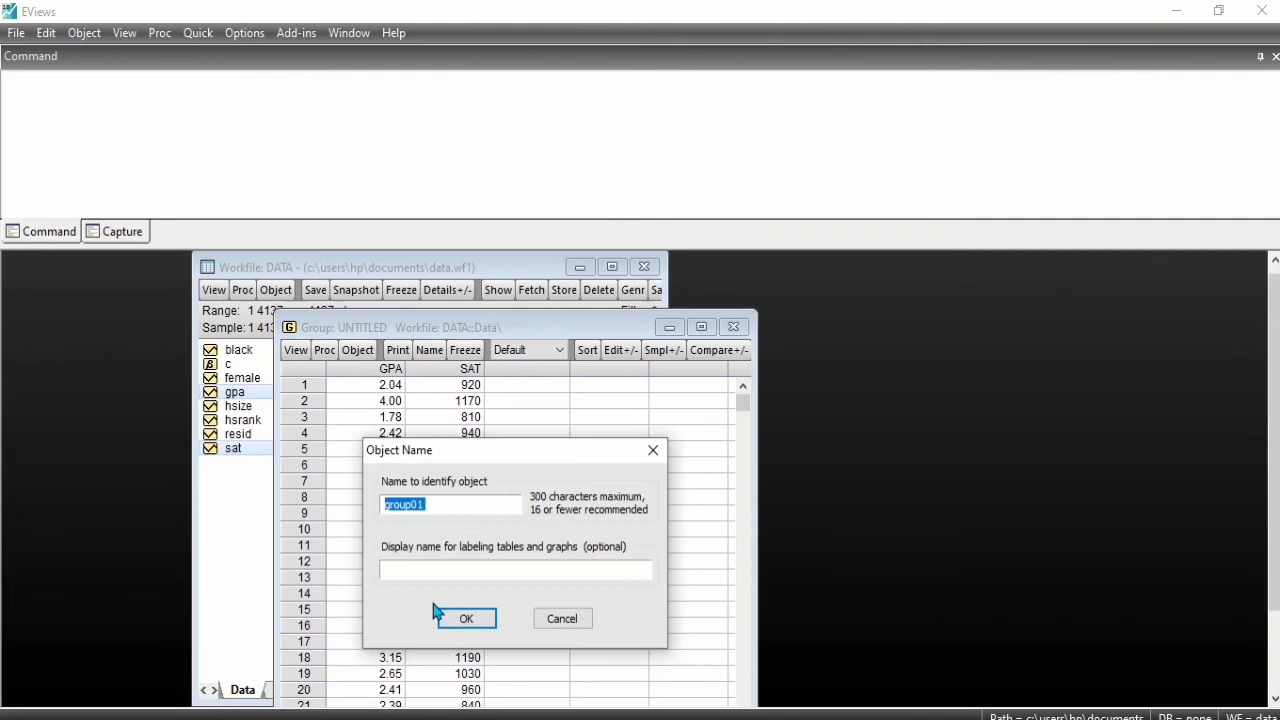 EViews
File Edit Object View Proc Quick Options Add-ins Window Help
Command
Command Capture
Workfile: DATA - (c:\users\hp\documents\data.wf1)
View Proc Object Save Snapshot Freeze Details+/- Show Fetch Store Delete Genr Sa
Range: 1 4137
Sample: 1 413
Group: UNTITLED Workfile: DATA::Data\
View Proc Object Print Name Freeze Default Sort Edit+/- Smpl+/- Compare+/-
black
c
female
gpa
hsize
hsrank
resid
sat
Data
GPA SAT
1 2.04 920
2 4.00 1170
3 1.78 810
4 2.42 940
5
6
7
8
9
10
11
12
13
14
15
16
17
18 3.15 1190
19 2.65 1030
20 2.41 960
21 2.39 840
Object Name
Name to identify object
group01
300 characters maximum,
16 or fewer recommended
Display name for labeling tables and graphs (optional)
OK Cancel
Path = c:\users\hp\documents DB = none WF = data